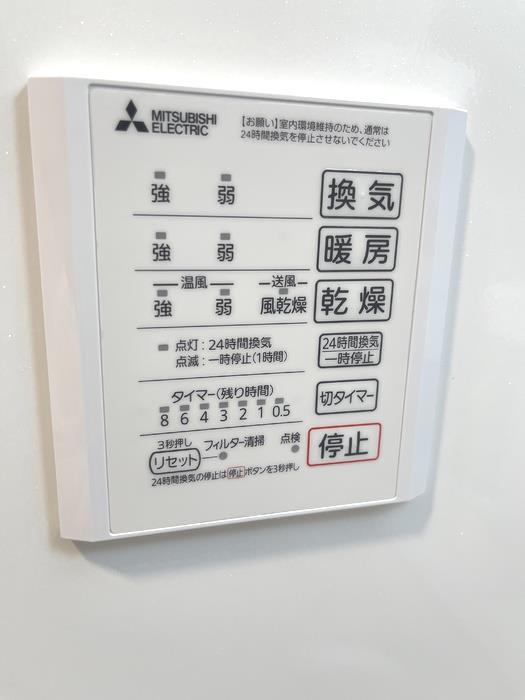 MITSUBISHI
ELECTRIC
【お願い】室内環境維持のため、通常は
24時間換気を停止させないでください
強 弱 換気
強 弱 暖房
温風 送風
強 弱 風乾燥 乾燥
点灯:24時間換気
点滅:一時停止(1時間)
24時間換気
一時停止
タイマー(残り時間)
8 6 4 3 2 1 0.5
切タイマー
3秒押し
リセット フィルター清掃 点検
停止
24時間換気の停止は停止ボタンを3秒押し